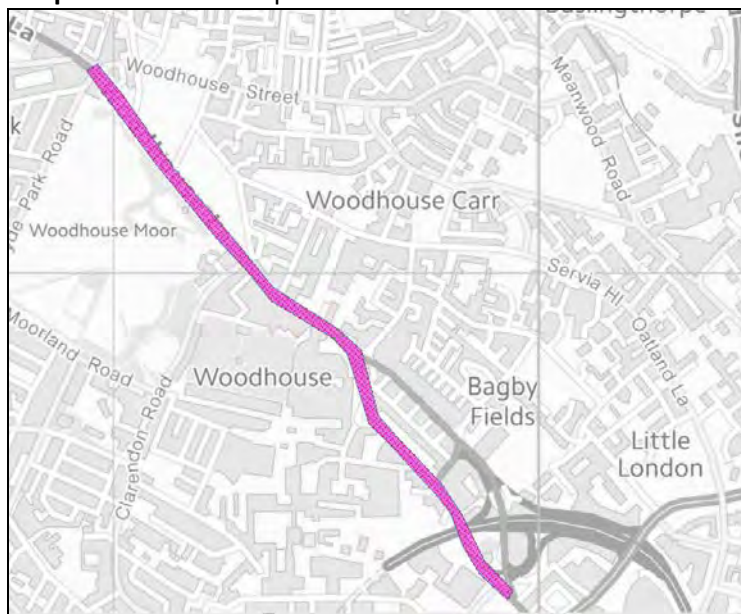 La
Woodhouse Street
Meanwood Road
Woodhouse Carr
Woodhouse Moor
Servia Hl
Oatland La
Moorland Road
Woodhouse
Clarendon Road
Bagby
Fields
Little
London